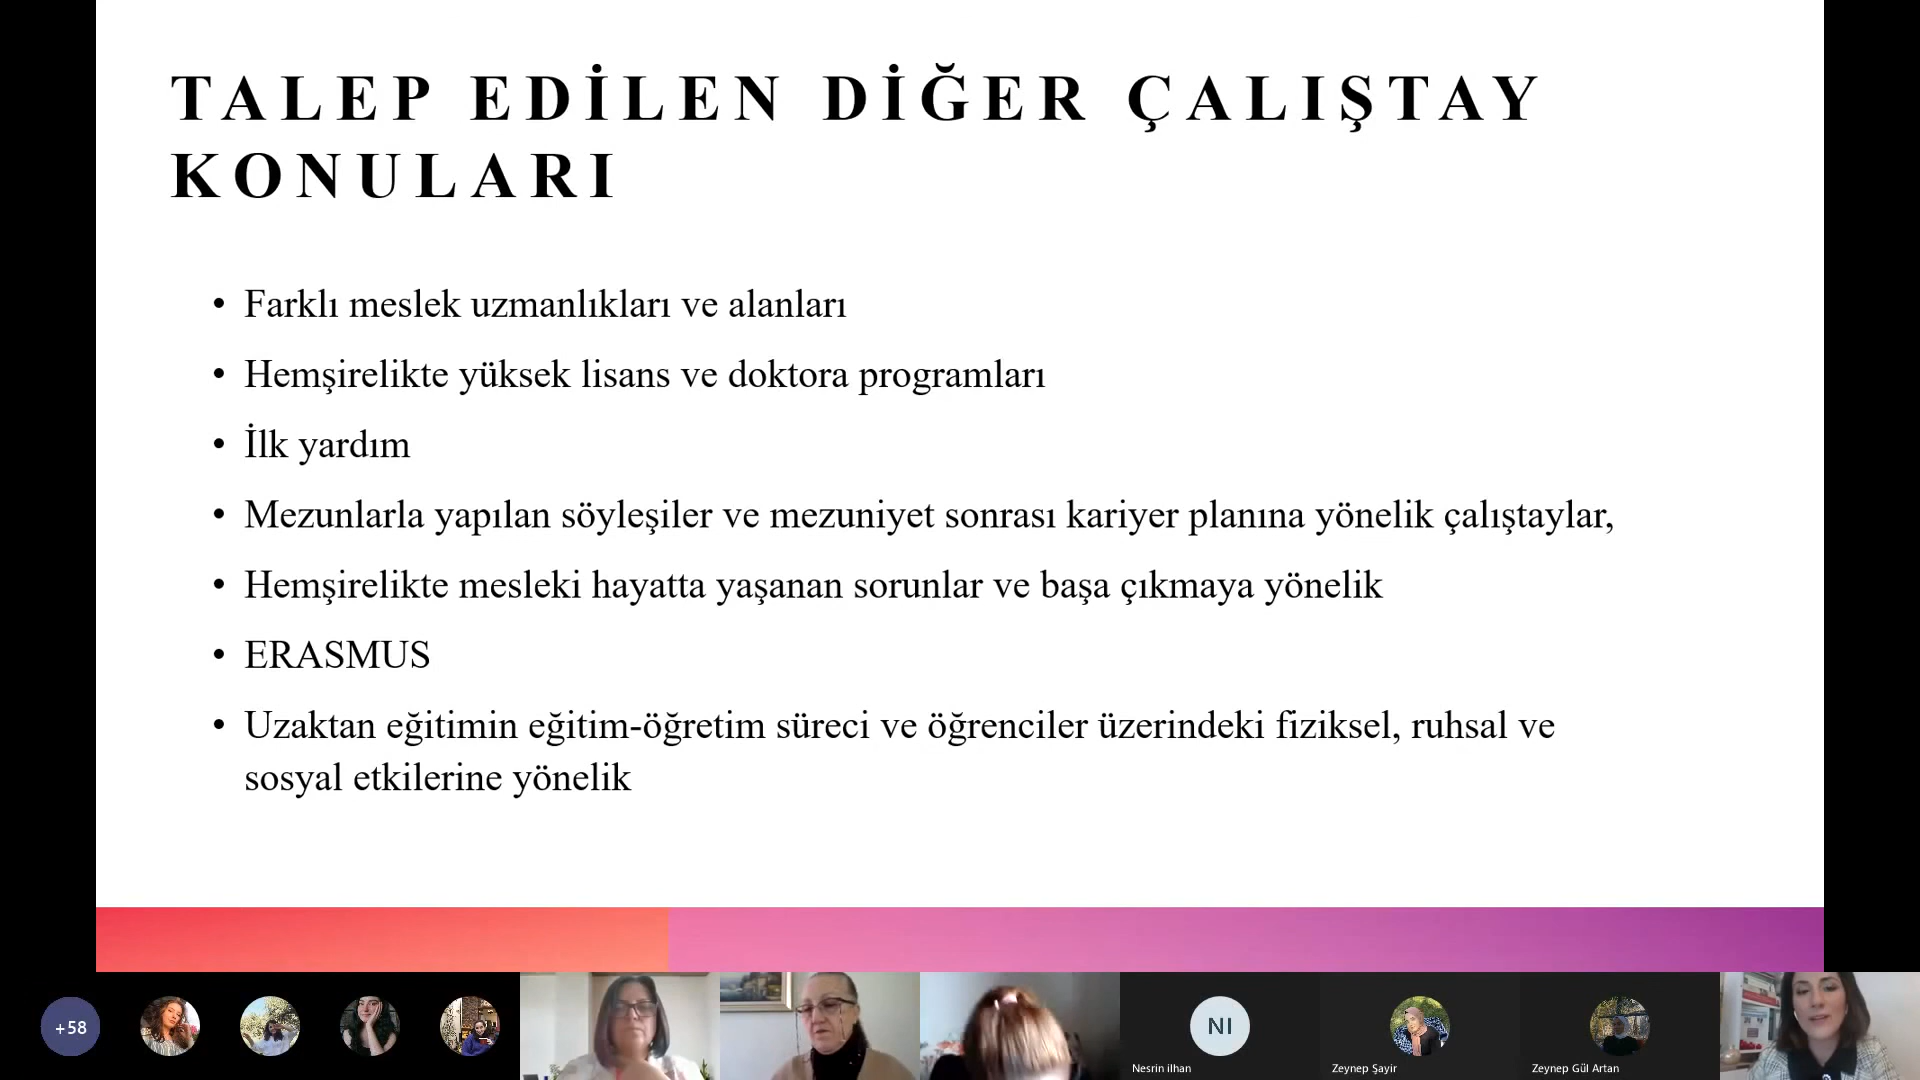 TALEP EDİLEN DİĞER ÇALIŞTAY
KONULARI
• Farklı meslek uzmanlıkları ve alanları
• Hemşirelikte yüksek lisans ve doktora programları
• İlk yardım
• Mezunlarla yapılan söyleşiler ve mezuniyet sonrası kariyer planına yönelik çalıştaylar,
• Hemşirelikte mesleki hayatta yaşanan sorunlar ve başa çıkmaya yönelik
• ERASMUS
• Uzaktan eğitimin eğitim-öğretim süreci ve öğrenciler üzerindeki fiziksel, ruhsal ve
sosyal etkilerine yönelik
+58
NI
Nesrin ilhan
Zeynep Şayir
Zeynep Gül Artan